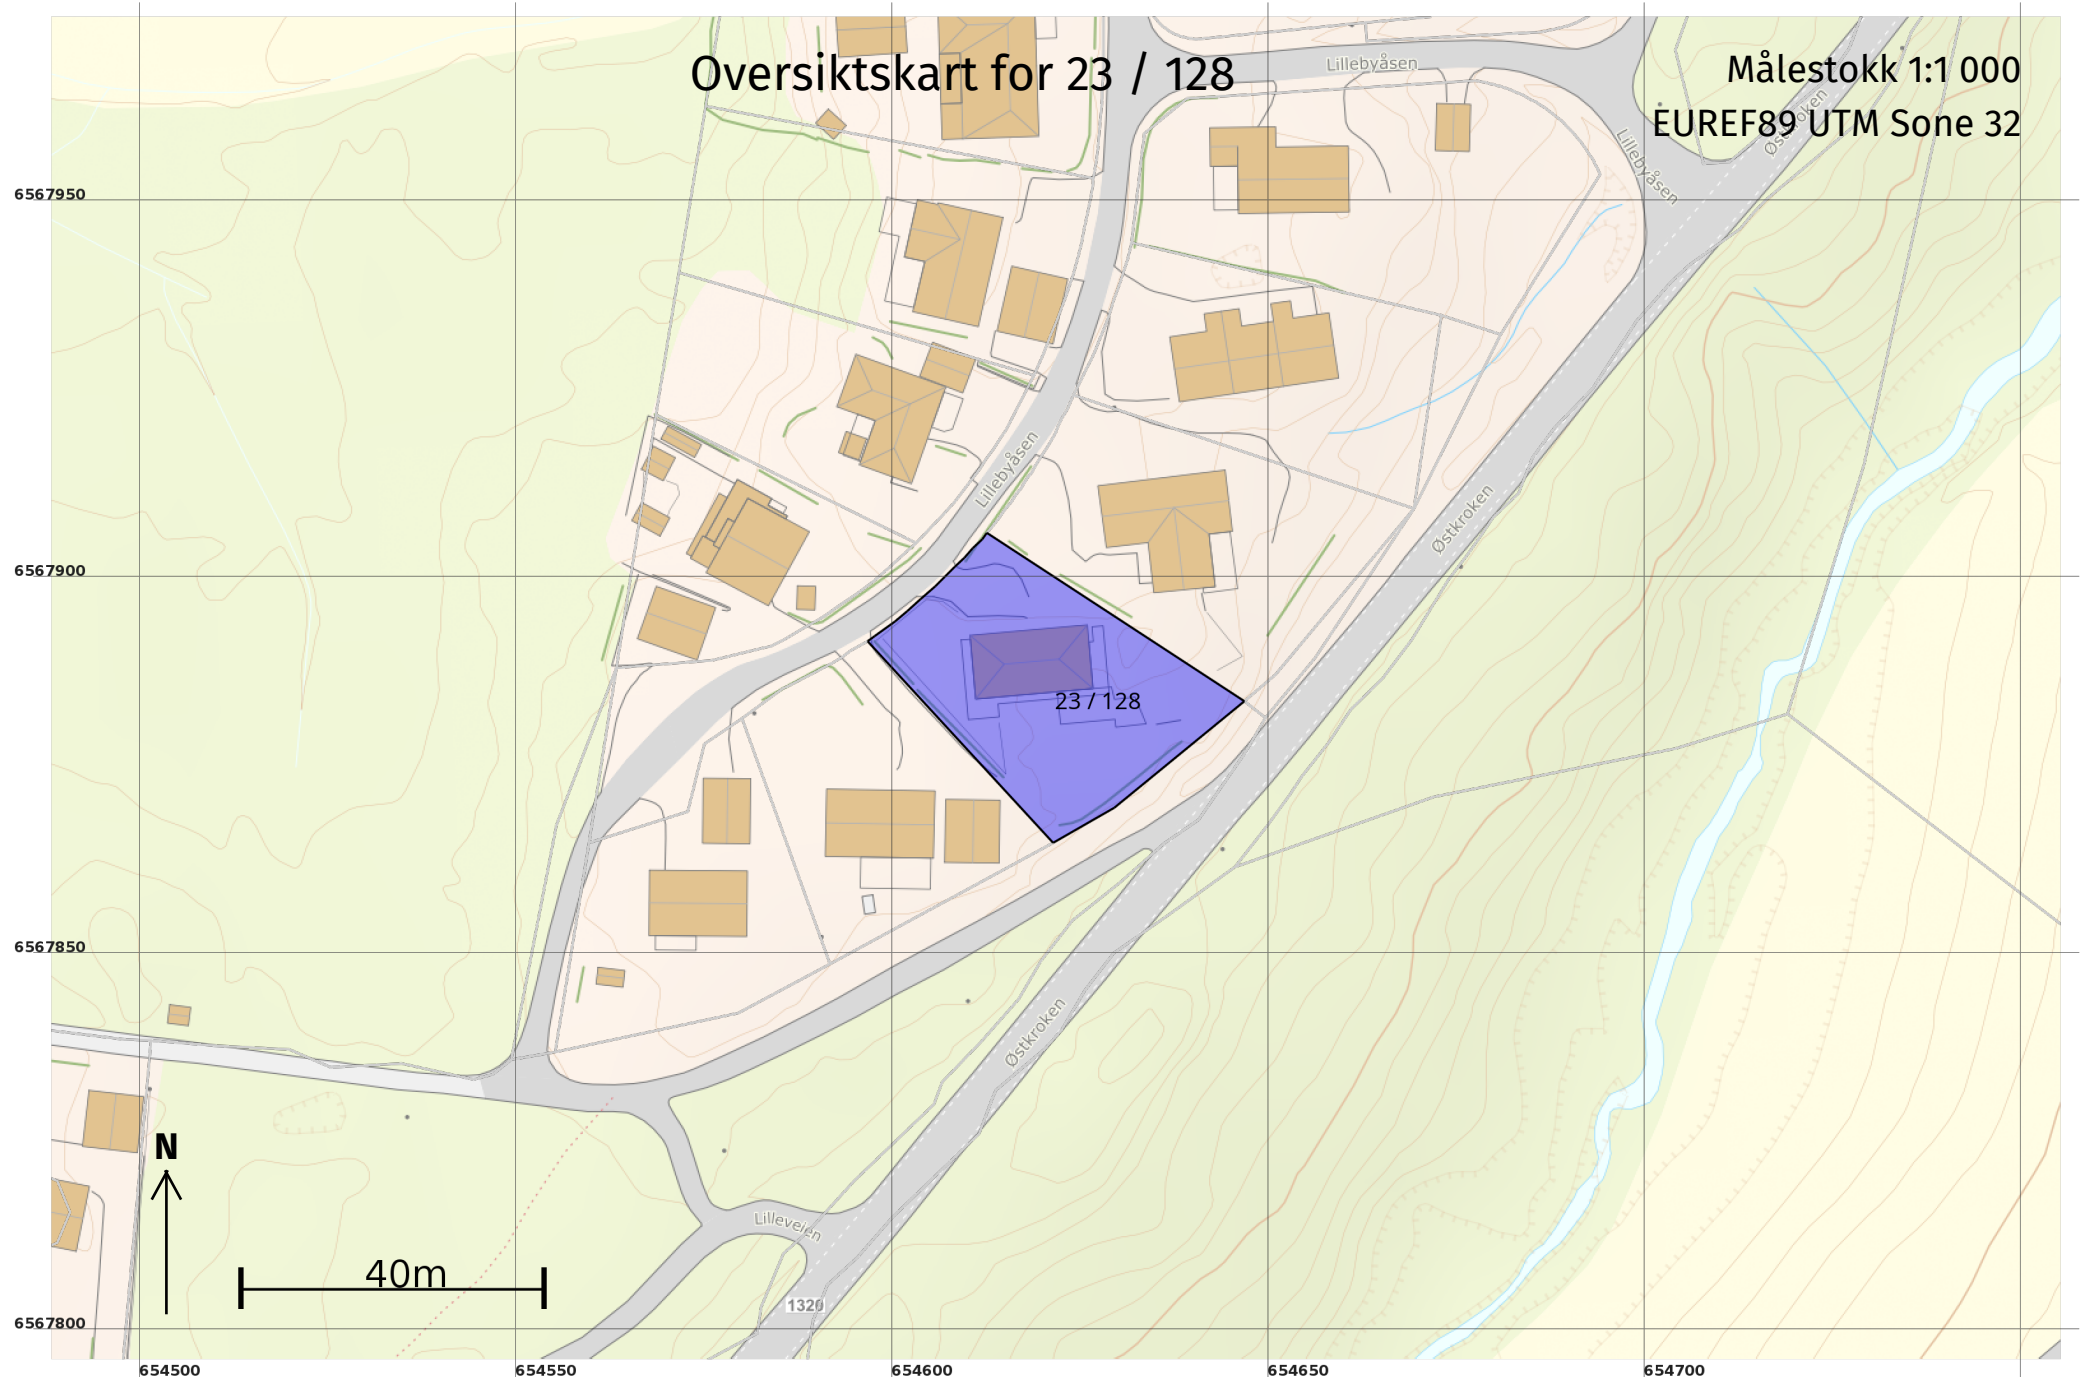 Oversiktskart for 23 / 128
Målestokk 1:1 000
EUREF89 UTM Sone 32
Lillebyåsen
Lillebyåsen
Østkroken
6567950
Lillebyåsen
Østkroken
6567900
23 / 128
6567850
Østkroken
N
Lilleveien
40m
1320
6567800
654500
654550
654600
654650
654700